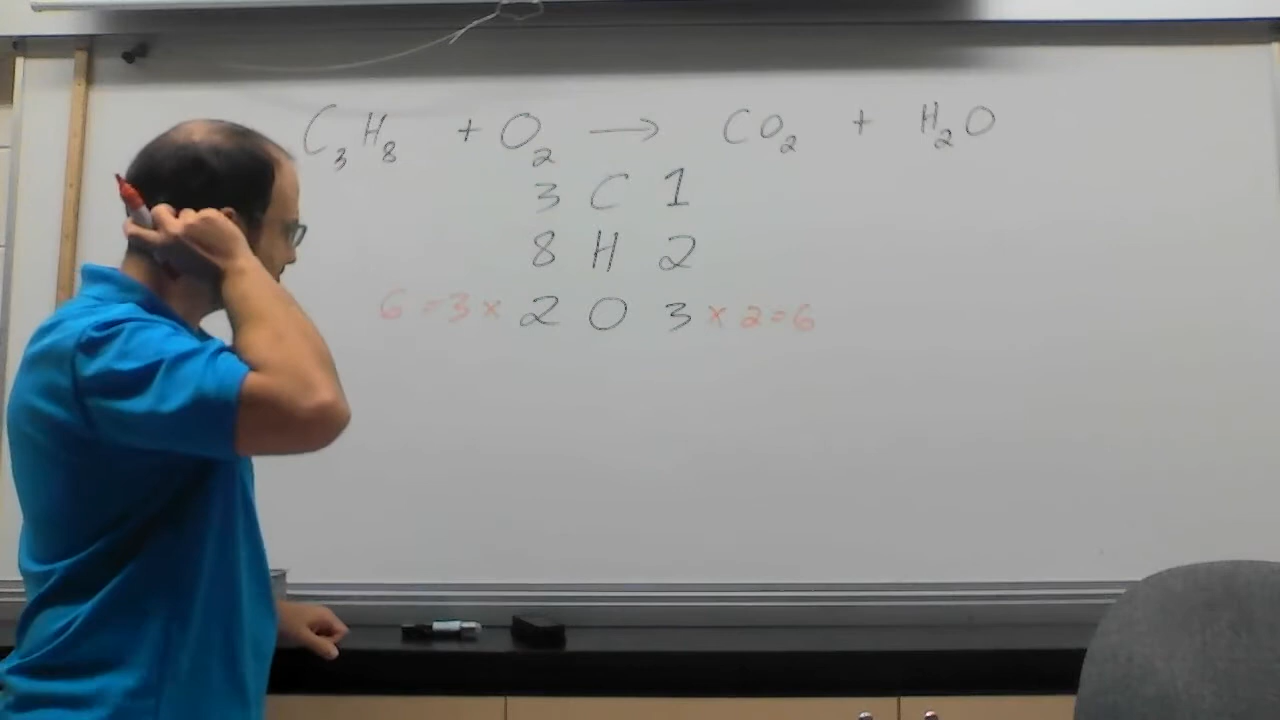 C₃H₈ + O₂ → CO₂ + H₂O
3 C 1
8 H 2
6 = 3 × 2 O 3 × 2 = 6